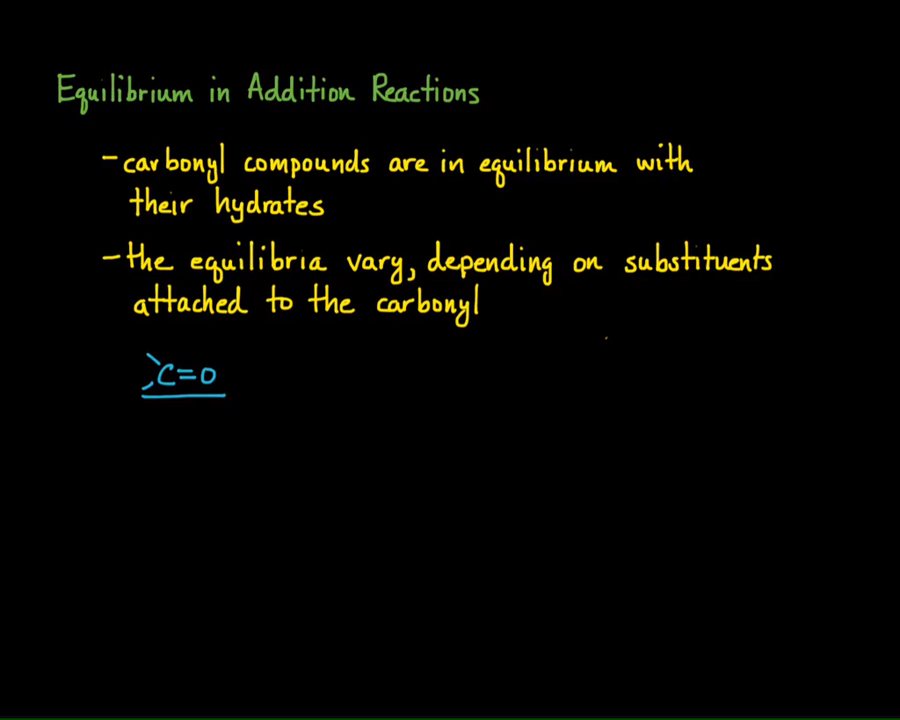 Equilibrium in Addition Reactions
- carbonyl compounds are in equilibrium with
their hydrates
- the equilibria vary, depending on substituents
attached to the carbonyl
C=O